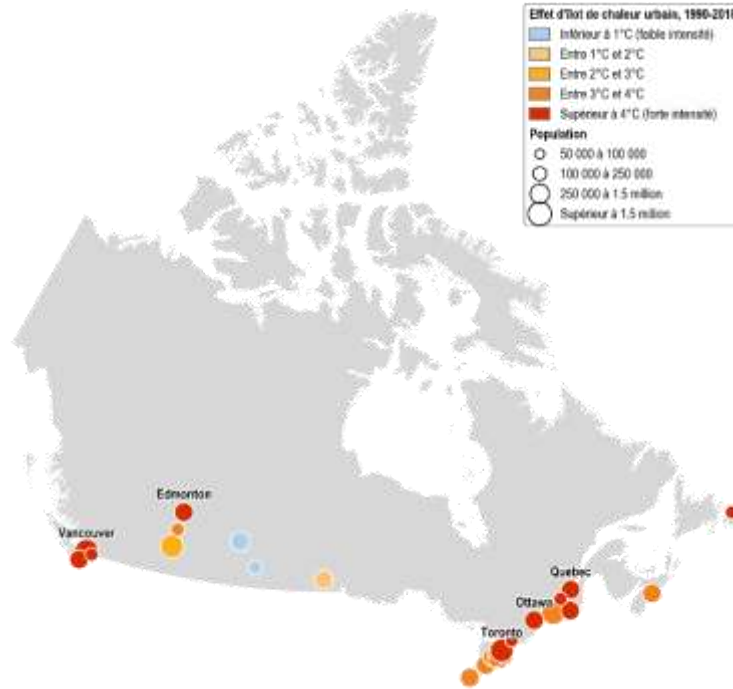 Effet d'îlot de chaleur urbain, 1990-2018
Inférieur à 1°C (faible intensité)
Entre 1°C et 2°C
Entre 2°C et 3°C
Entre 3°C et 4°C
Supérieur à 4°C (forte intensité)
Population
50 000 à 100 000
100 000 à 250 000
250 000 à 1.5 million
Supérieur à 1.5 million
Edmonton
Vancouver
Quebec
Ottawa
Toronto